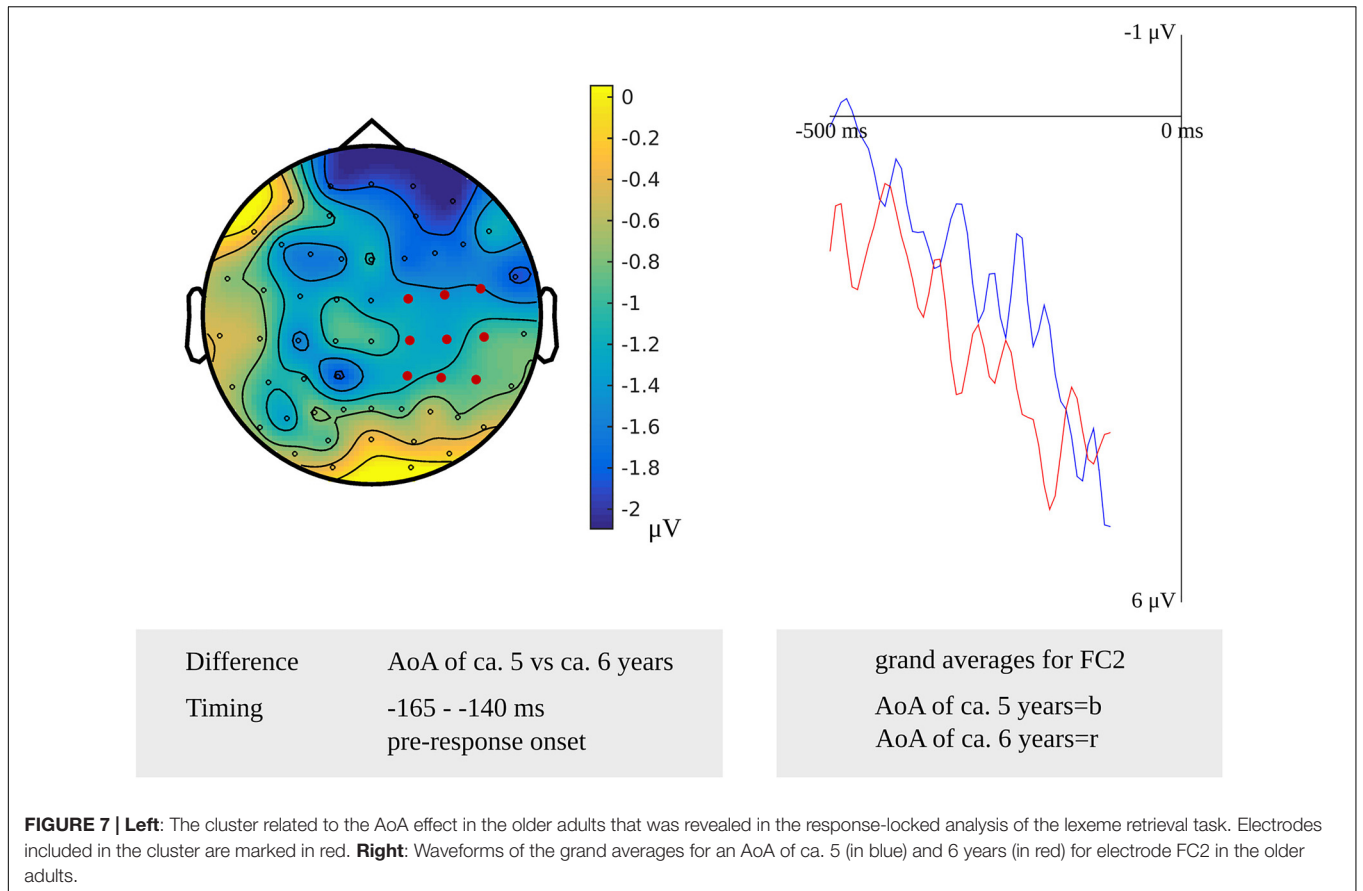 0
-0.2
-0.4
-0.6
-0.8
-1
-1.2
-1.4
-1.6
-1.8
-2
μV
-1 μV
-500 ms
0 ms
6 μV
Difference AoA of ca. 5 vs ca. 6 years
Timing -165 - -140 ms
pre-response onset
grand averages for FC2
AoA of ca. 5 years=b
AoA of ca. 6 years=r
FIGURE 7 | Left: The cluster related to the AoA effect in the older adults that was revealed in the response-locked analysis of the lexeme retrieval task. Electrodes
included in the cluster are marked in red. Right: Waveforms of the grand averages for an AoA of ca. 5 (in blue) and 6 years (in red) for electrode FC2 in the older
adults.